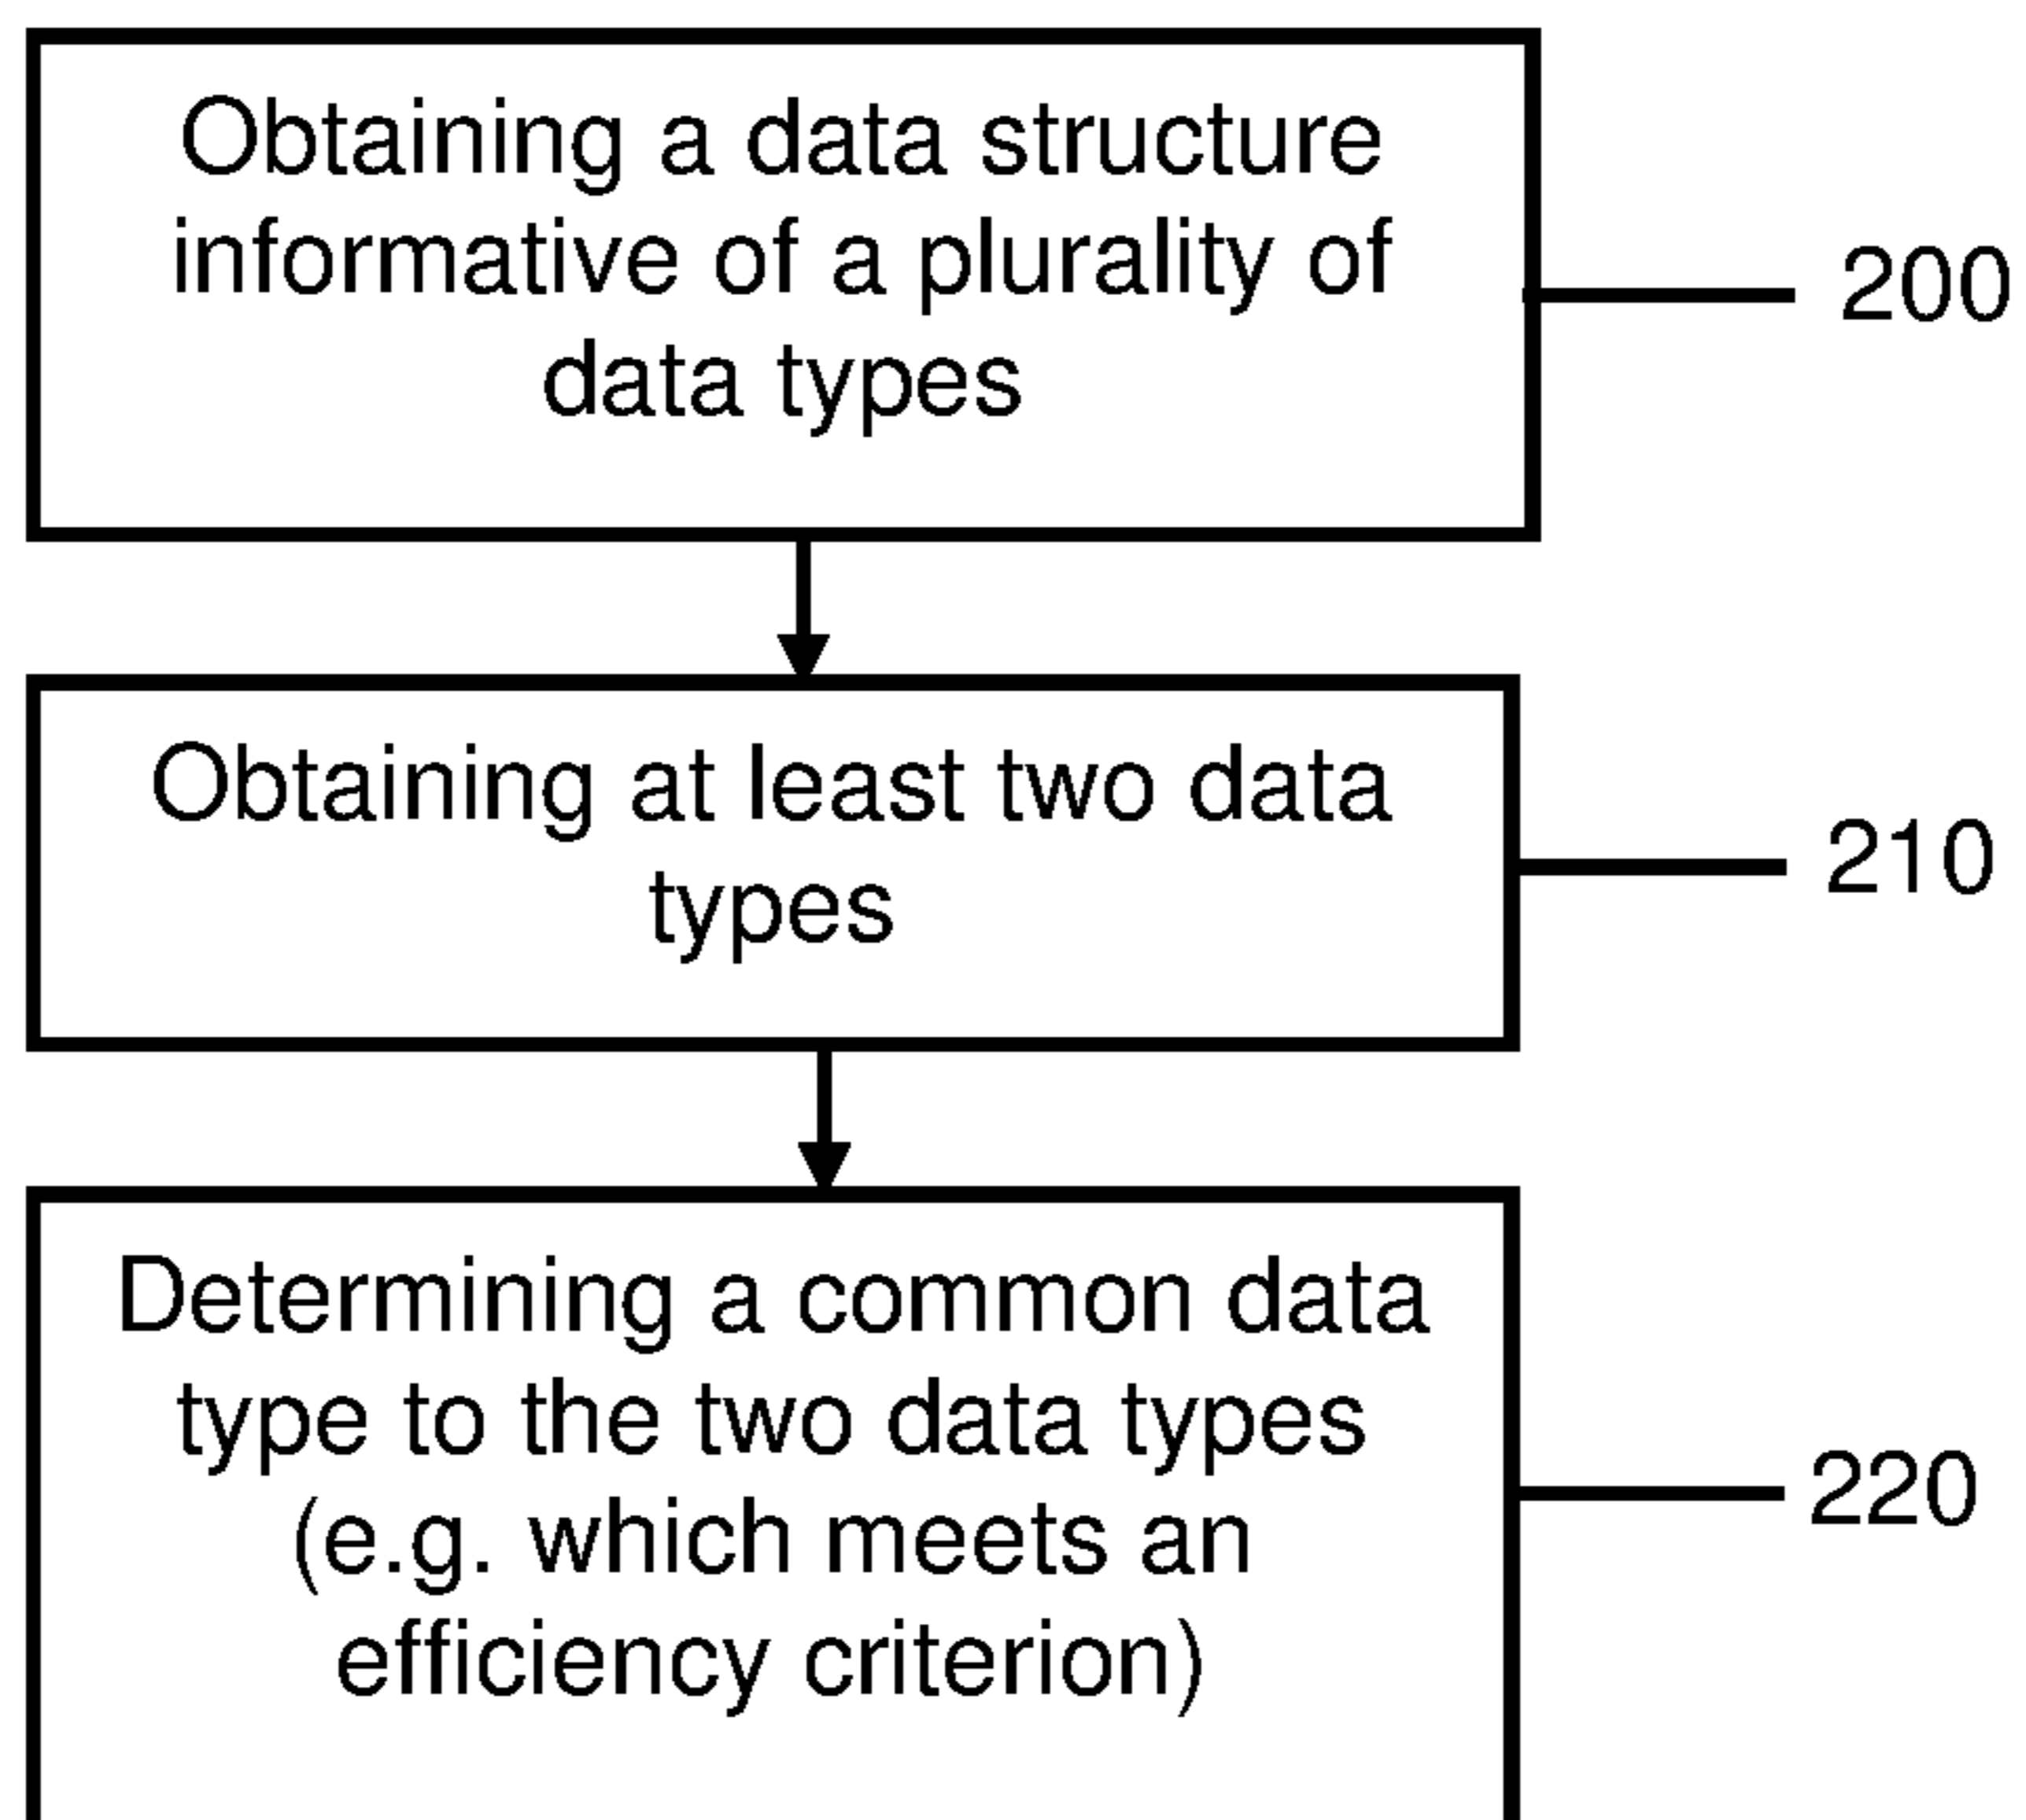 Obtaining a data structure
informative of a plurality of
data types
200
Obtaining at least two data
types
210
Determining a common data
type to the two data types
(e.g. which meets an
efficiency criterion)
220